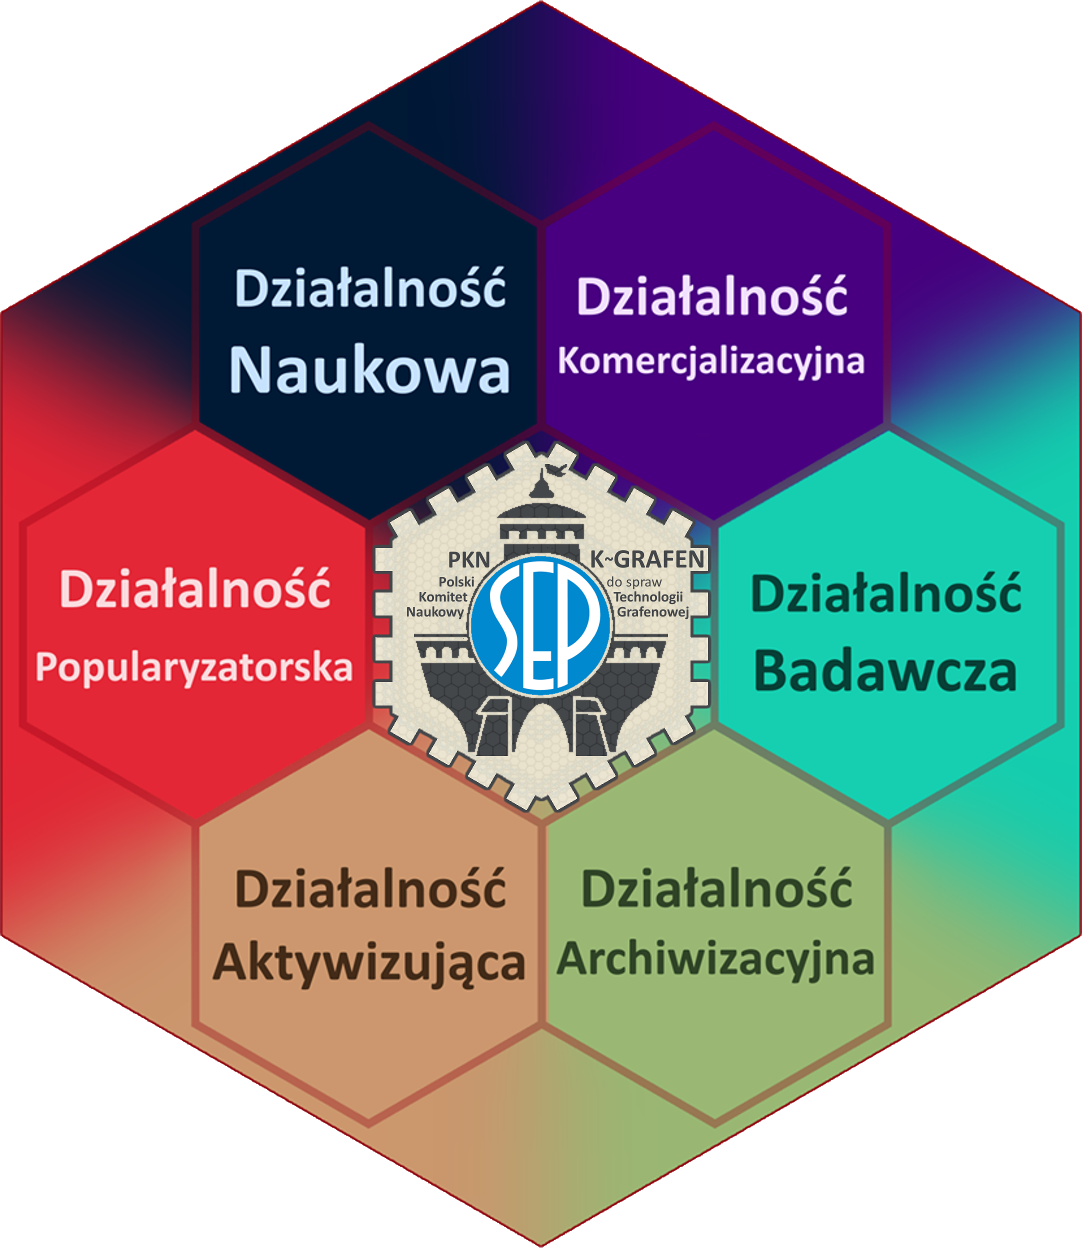 Działalność
Naukowa
Działalność
Komercjalizacyjna
Działalność
Popularyzatorska
PKN
Polski
Komitet
Naukowy
SEP
K~GRAFEN
do spraw
Technologii
Grafenowej
Działalność
Badawcza
Działalność
Aktywizująca
Działalność
Archiwizacyjna